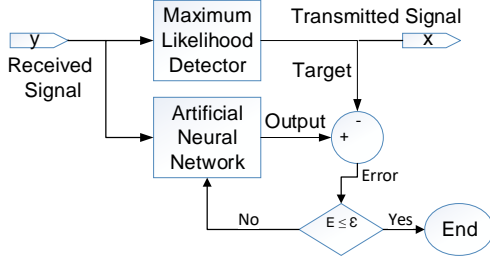 y
Received
Signal
Maximum
Likelihood
Detector
Transmitted Signal
x
Target
Artificial
Neural
Network
Output
-
+
Error
E ≤ Ɛ
No
Yes
End